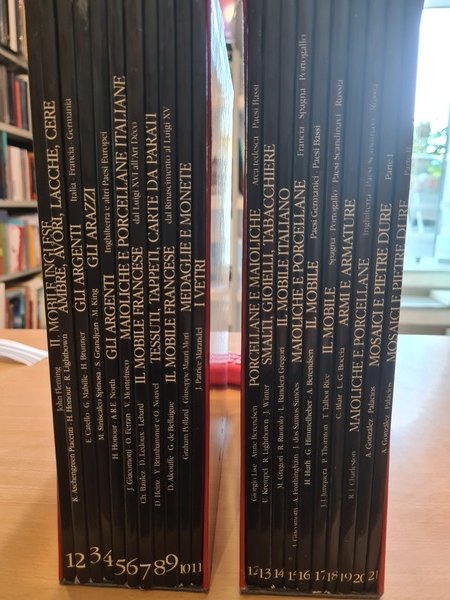 1 John Fleming IL MOBILE INGLESE
2 K. Aschengreen Piacenti - H. Honour - R. Lightbown AMBRE, AVORI, LACCHE, CERE
3 E. Catello - G. Mabille - H. Brunner GLI ARGENTI Italia Francia Germania
4 M. Siniscalco Spinosa - S. Grandjean - M. King GLI ARAZZI
5 H. Honour - A.R.E. North GLI ARGENTI Inghilterra e altri Paesi Europei
6 J. Giacomotti - O. Ferrari - V. Montefusco MAIOLICHE E PORCELLANE ITALIANE
7 Ch. Baulez - D. Ledoux-Lebard IL MOBILE FRANCESE dal Luigi XVI all'Art Déco
8 D. Heinz - Y. Brunhammer e O. Nouvel TESSUTI, TAPPETI, CARTE DA PARATI
9 D. Alcouffe - G. de Bellaigue IL MOBILE FRANCESE dal Rinascimento al Luigi XV
10 Graham Pollard - Giuseppe Mauri Mori MEDAGLIE E MONETE
11 J. Patrice Marandel I VETRI
12 Giorgio Lise - Anne Berendsen PORCELLANE E MAIOLICHE Area tedesca Paesi Bassi
13 U. Krempel - R. Lightbown - J. Winter SMALTI, GIOIELLI, TABACCHIERE
14 M. Gregori - R. Ruotolo - L. Bandera Gregori IL MOBILE ITALIANO
15 J. Giacomotti - A. Frothingham - J. dos Santos Simões MAIOLICHE E PORCELLANE Francia Spagna Portogallo
16 H. Huth - G. Himmelheber - A. Berendsen IL MOBILE Paesi Germanici - Paesi Bassi
17 J.J. Junquera - P. Thornton - T. Talbot Rice IL MOBILE Spagna Portogallo Paesi Scandinavi Russia
18 C. Blair - L.G. Boccia ARMI E ARMATURE
19 R. J. Charleston MAIOLICHE E PORCELLANE Inghilterra Paesi Scandinavi Russia
20 A. González-Palacios MOSAICI E PIETRE DURE Parte I
21 A. González-Palacios MOSAICI E PIETRE DURE Parte II